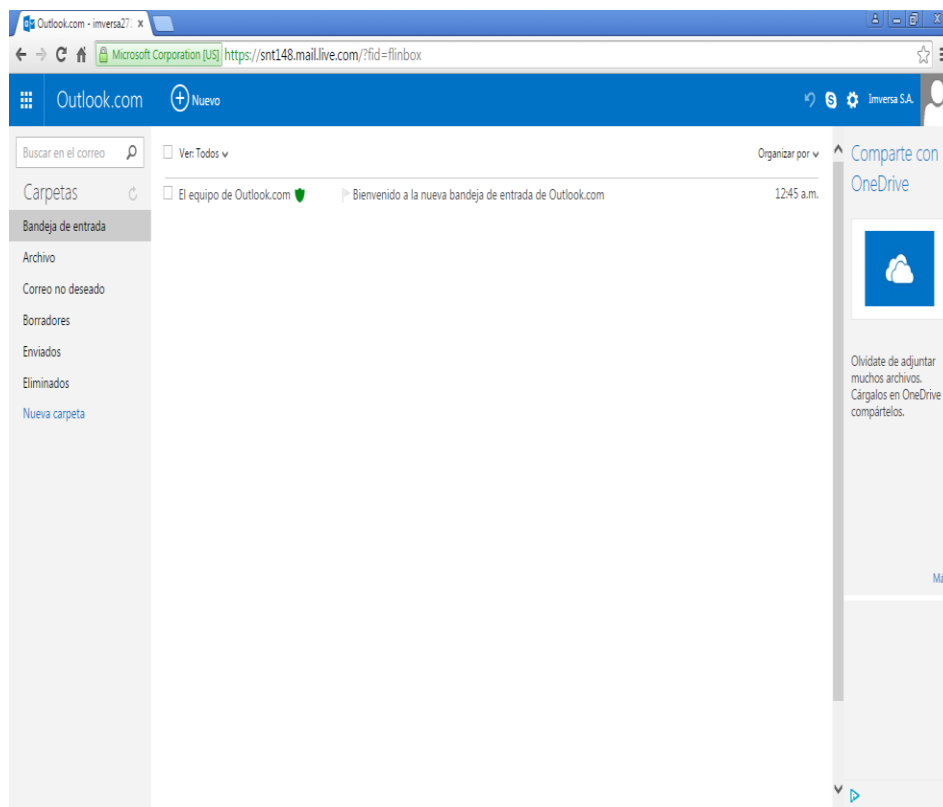 Outlook.com - imversa27
Microsoft Corporation [US] https://snt148.mail.live.com/?fid=flinbox
Outlook.com
Nuevo
Imversa S.A.
Buscar en el correo
Ver: Todos
Organizar por
Carpetas
El equipo de Outlook.com
Bienvenido a la nueva bandeja de entrada de Outlook.com
12:45 a.m.
Bandeja de entrada
Archivo
Correo no deseado
Borradores
Enviados
Eliminados
Nueva carpeta
Comparte con
OneDrive
Olvídate de adjuntar
muchos archivos.
Cárgalos en OneDrive
compártelos.